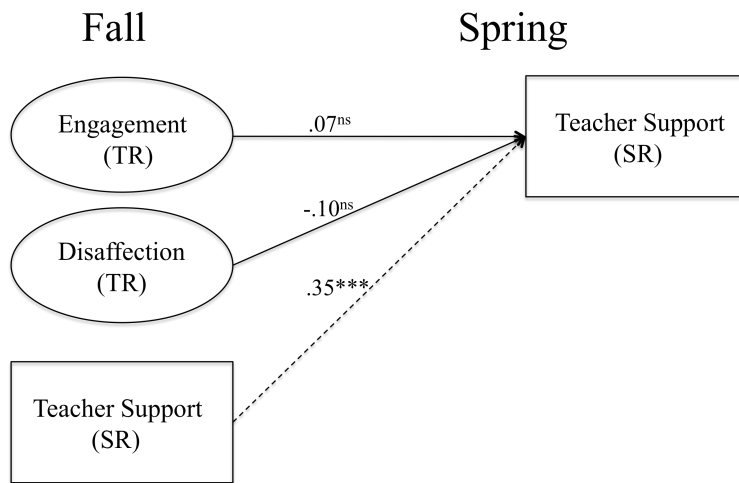 Fall
Spring
Engagement
(TR)
.07ns
Teacher Support
(SR)
Disaffection
(TR)
-.10ns
.35***
Teacher Support
(SR)